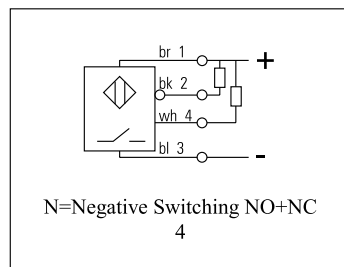 br 1
+
bk 2
wh 4
bl 3
-
N=Negative Switching NO+NC
4